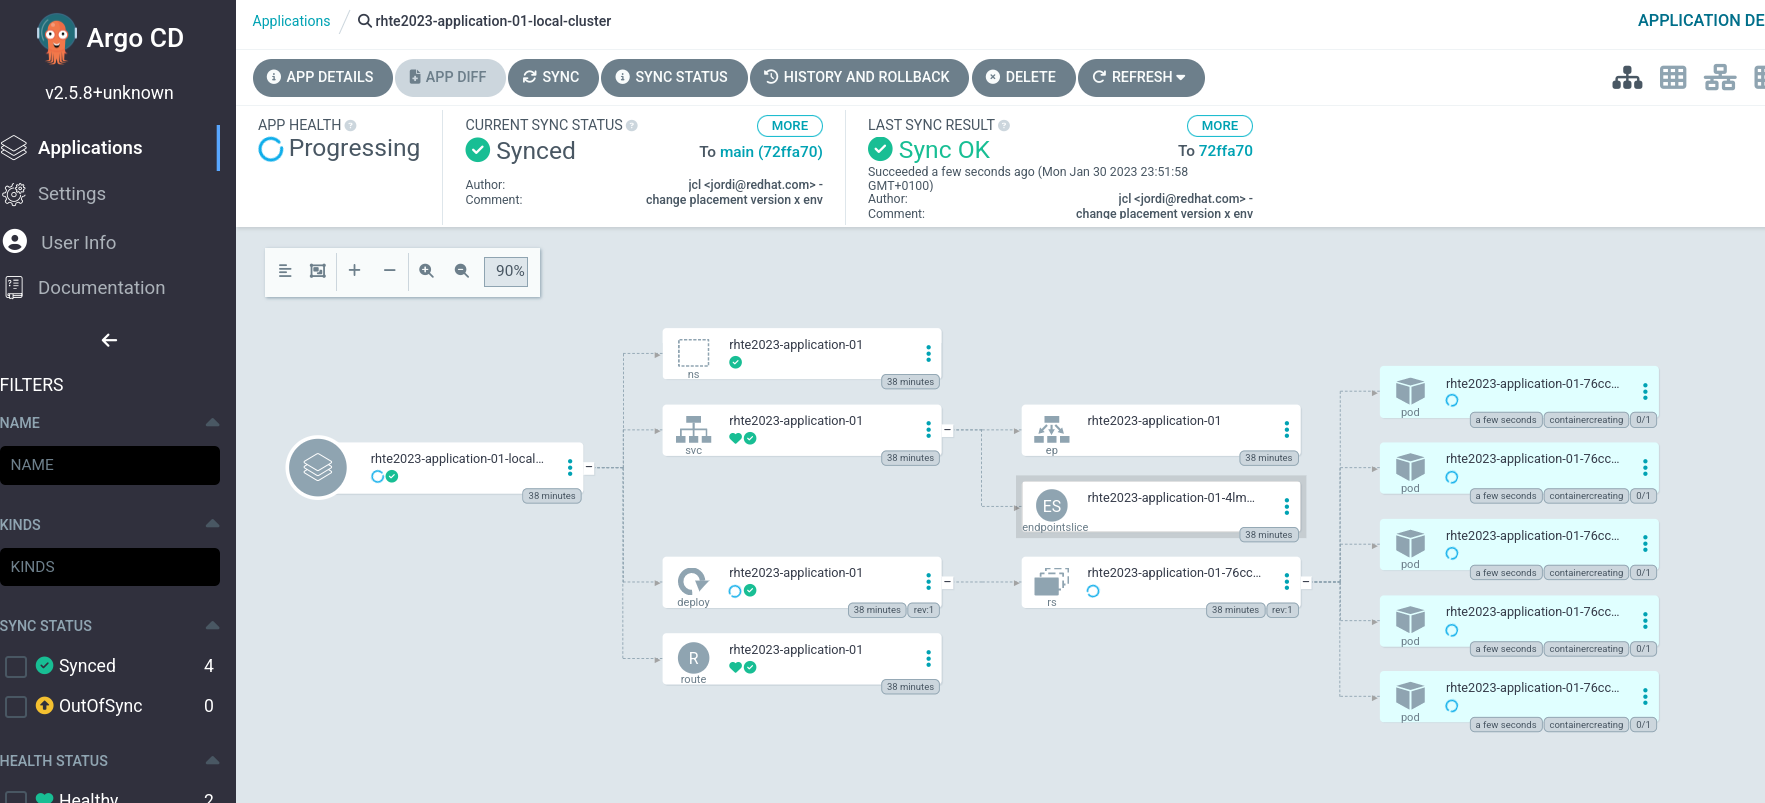 Argo CD
v2.5.8+unknown
Applications
Settings
User Info
Documentation
FILTERS
NAME
NAME
KINDS
KINDS
SYNC STATUS
Synced 4
OutOfSync 0
HEALTH STATUS
Healthy 2
Applications / rhte2023-application-01-local-cluster
APPLICATION DE
APP DETAILS APP DIFF SYNC SYNC STATUS HISTORY AND ROLLBACK DELETE REFRESH
APP HEALTH
Progressing
CURRENT SYNC STATUS MORE
Synced To main (72ffa70)
Author: jcl <jordi@redhat.com> -
Comment: change placement version x env
LAST SYNC RESULT MORE
Sync OK To 72ffa70
Succeeded a few seconds ago (Mon Jan 30 2023 23:51:58
GMT+0100)
Author: jcl <jordi@redhat.com> -
Comment: change placement version x env
90%
rhte2023-application-01-local...
38 minutes
rhte2023-application-01
ns
38 minutes
rhte2023-application-01
svc
38 minutes
rhte2023-application-01
deploy
38 minutes rev:1
rhte2023-application-01
R
route
38 minutes
rhte2023-application-01
ep
38 minutes
rhte2023-application-01-4lm...
ES
endpointslice
38 minutes
rhte2023-application-01-76cc...
rs
38 minutes rev:1
rhte2023-application-01-76cc...
pod
a few seconds containercreating 0/1
rhte2023-application-01-76cc...
pod
a few seconds containercreating 0/1
rhte2023-application-01-76cc...
pod
a few seconds containercreating 0/1
rhte2023-application-01-76cc...
pod
a few seconds containercreating 0/1
rhte2023-application-01-76cc...
pod
a few seconds containercreating 0/1